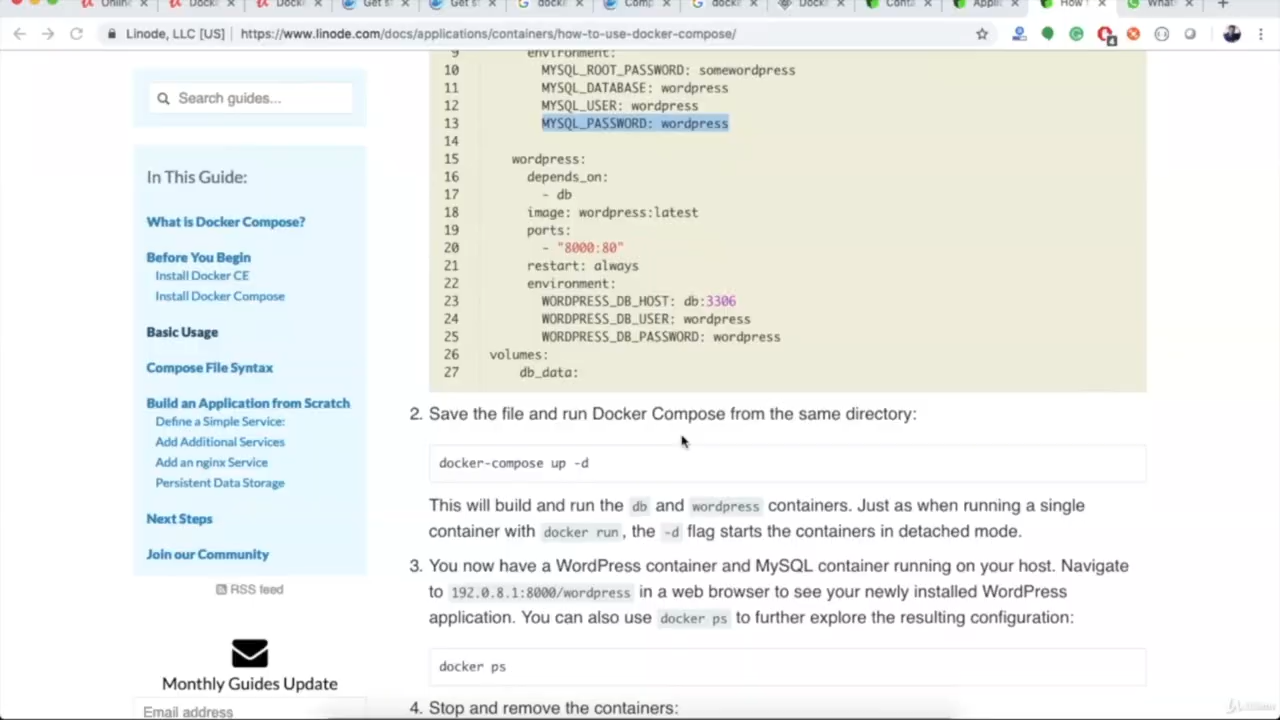 Linode, LLC [US] | https://www.linode.com/docs/applications/containers/how-to-use-docker-compose/
4
Search guides...
In This Guide:
What is Docker Compose?
Before You Begin
Install Docker CE
Install Docker Compose
Basic Usage
Compose File Syntax
Build an Application from Scratch
Define a Simple Service:
Add Additional Services
Add an nginx Service
Persistent Data Storage
Next Steps
Join our Community
RSS feed
Monthly Guides Update
Email address
9 environment:
10 MYSQL_ROOT_PASSWORD: somewordpress
11 MYSQL_DATABASE: wordpress
12 MYSQL_USER: wordpress
13 MYSQL_PASSWORD: wordpress
14
15 wordpress:
16 depends_on:
17 - db
18 image: wordpress:latest
19 ports:
20 - "8000:80"
21 restart: always
22 environment:
23 WORDPRESS_DB_HOST: db:3306
24 WORDPRESS_DB_USER: wordpress
25 WORDPRESS_DB_PASSWORD: wordpress
26 volumes:
27 db_data:
2. Save the file and run Docker Compose from the same directory:
docker-compose up -d
This will build and run the db and wordpress containers. Just as when running a single
container with docker run, the -d flag starts the containers in detached mode.
3. You now have a WordPress container and MySQL container running on your host. Navigate
to 192.0.8.1:8000/wordpress in a web browser to see your newly installed WordPress
application. You can also use docker ps to further explore the resulting configuration:
docker ps
4. Stop and remove the containers: